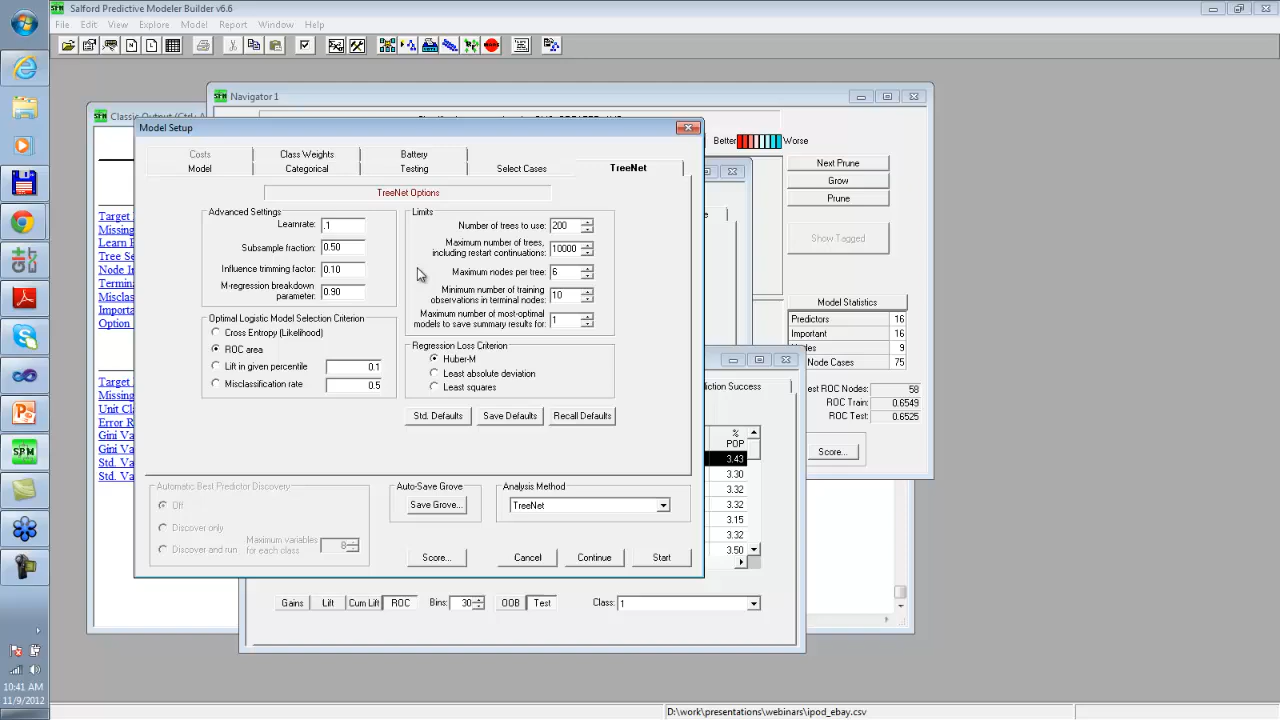 Salford Predictive Modeler Builder v6.6
File Edit View Explore Model Report Window Help
Navigator 1
Classic Output (Ctrl+A
Model Setup
Better Worse
Next Prune
Grow
Prune
Show Tagged
Costs Class Weights Battery
Model Categorical Testing Select Cases TreeNet
TreeNet Options
Advanced Settings
Learnrate: .1
Subsample fraction: 0.50
Influence trimming factor: 0.10
M-regression breakdown
parameter: 0.90
Limits
Number of trees to use: 200
Maximum number of trees,
including restart continuations: 10000
Maximum nodes per tree: 6
Minimum number of training
observations in terminal nodes: 10
Maximum number of most-optimal
models to save summary results for: 1
Optimal Logistic Model Selection Criterion
Cross Entropy (Likelihood)
ROC area
Lift in given percentile 0.1
Misclassification rate 0.5
Regression Loss Criterion
Huber-M
Least absolute deviation
Least squares
Std. Defaults Save Defaults Recall Defaults
Automatic Best Predictor Discovery
Off
Discover only
Discover and run
Maximum variables
for each class 8
Auto-Save Grove
Save Grove...
Analysis Method
TreeNet
Score... Cancel Continue Start
Target
Missing
Learn
Tree Se
Node In
Termina
Misclas
Importa
Option
Target
Missing
Unit Cl
Error R
Gini Va
Gini Va
Std. Va
Std. Va
Model Statistics
Predictors 16
Important 16
Nodes 9
Node Cases 75
est ROC Nodes: 58
ROC Train: 0.6549
ROC Test: 0.6525
Score...
diction Success
%
POP
3.43
3.30
3.32
3.32
3.15
3.32
3.50
Gains Lift Cum Lift ROC Bins: 30 OOB Test Class: 1
10:41 AM
11/9/2012
D:\work\presentations\webinars\ipod_ebay.csv